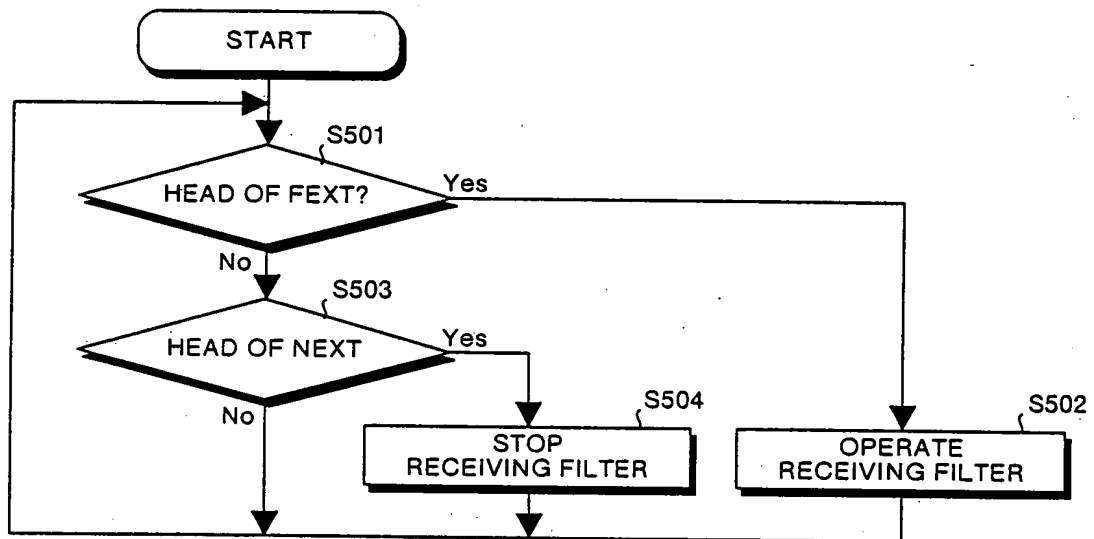 START
S501
HEAD OF FEXT?
Yes
No
S503
HEAD OF NEXT
Yes
No
S504
STOP
RECEIVING FILTER
S502
OPERATE
RECEIVING FILTER